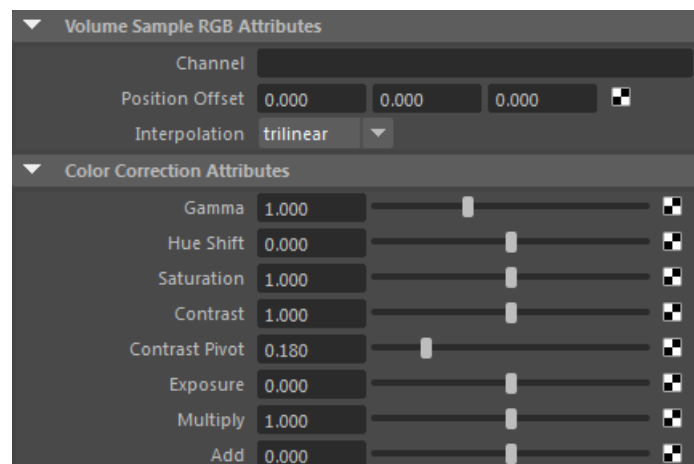 Volume Sample RGB Attributes
Channel
Position Offset 0.000 0.000 0.000
Interpolation trilinear
Color Correction Attributes
Gamma 1.000
Hue Shift 0.000
Saturation 1.000
Contrast 1.000
Contrast Pivot 0.180
Exposure 0.000
Multiply 1.000
Add 0.000